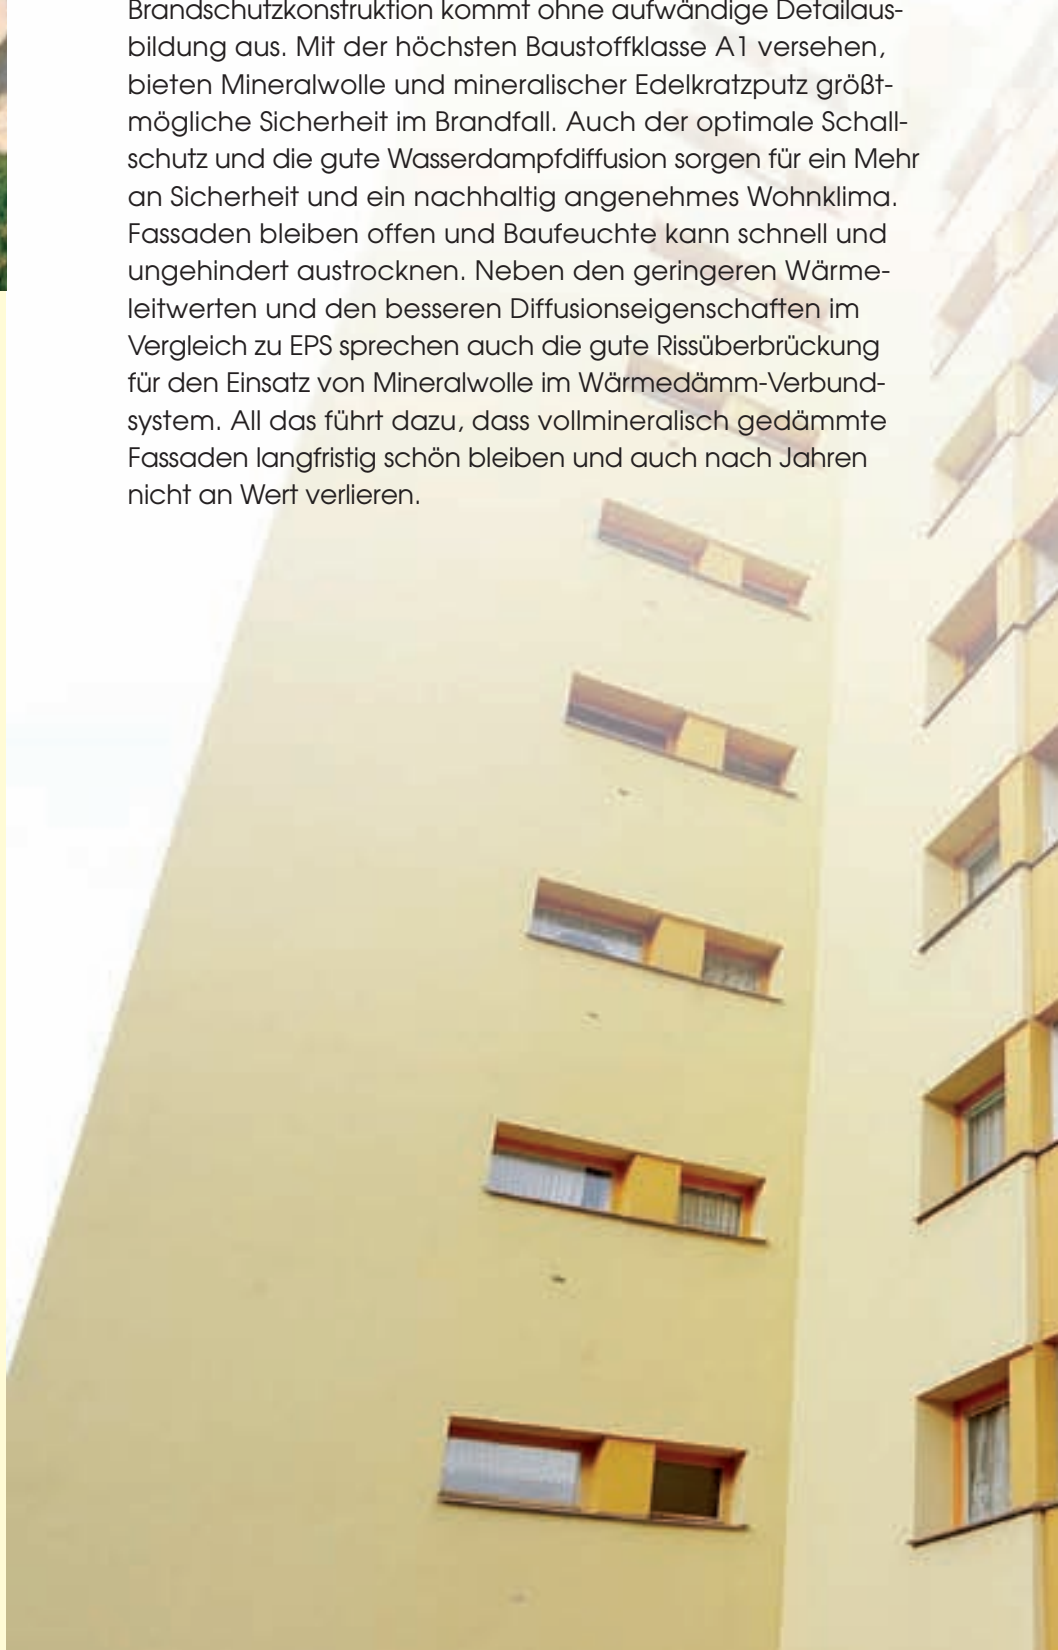 Brandschutzkonstruktion kommt ohne aufwändige Detailaus-
bildung aus. Mit der höchsten Baustoffklasse A1 versehen,
bieten Mineralwolle und mineralischer Edelkratzputz größt-
mögliche Sicherheit im Brandfall. Auch der optimale Schall-
schutz und die gute Wasserdampfdiffusion sorgen für ein Mehr
an Sicherheit und ein nachhaltig angenehmes Wohnklima.
Fassaden bleiben offen und Baufeuchte kann schnell und
ungehindert austrocknen. Neben den geringeren Wärme-
leitwerten und den besseren Diffusionseigenschaften im
Vergleich zu EPS sprechen auch die gute Rissüberbrückung
für den Einsatz von Mineralwolle im Wärmedämm-Verbund-
system. All das führt dazu, dass vollmineralisch gedämmte
Fassaden langfristig schön bleiben und auch nach Jahren
nicht an Wert verlieren.